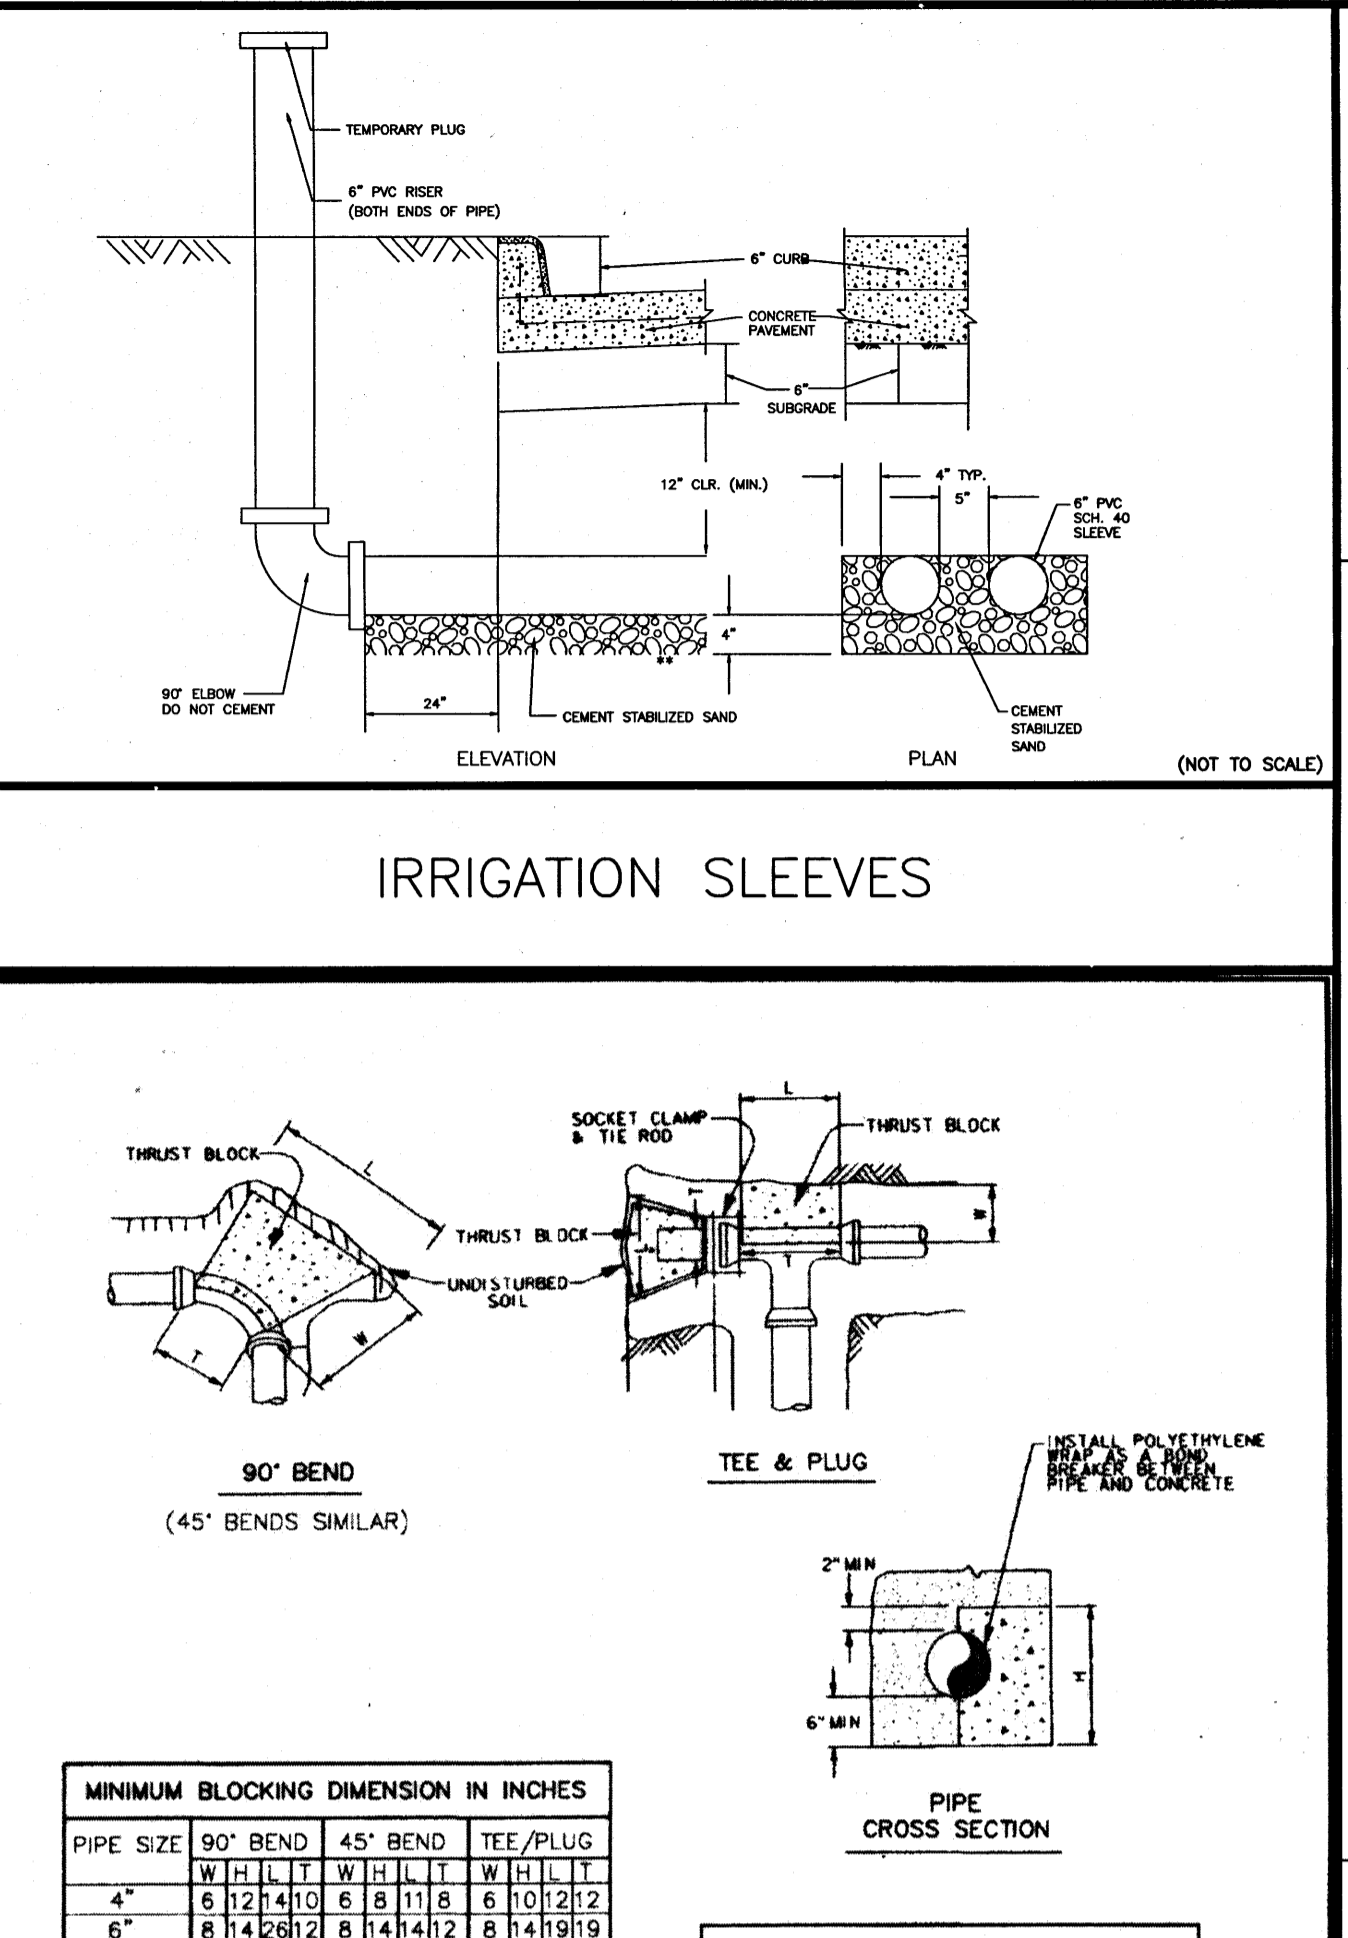 TEMPORARY PLUG
6" PVC RISER
(BOTH ENDS OF PIPE)
6" CURB
CONCRETE
PAVEMENT
6"
SUBGRADE
12" CLR. (MIN.)
4" TYP.
5"
6" PVC
SCH. 40
SLEEVE
4"
**
90° ELBOW
DO NOT CEMENT
24"
CEMENT STABILIZED SAND
CEMENT
STABILIZED
SAND
ELEVATION
PLAN
(NOT TO SCALE)
IRRIGATION SLEEVES
THRUST BLOCK
L
T
W
UNDISTURBED
SOIL
90° BEND
(45° BENDS SIMILAR)
SOCKET CLAMP
& TIE ROD
L
THRUST BLOCK
THRUST BLOCK
T
L
T
W
TEE & PLUG
INSTALL POLYETHYLENE
WRAP AS A BOND
BREAKER BETWEEN
PIPE AND CONCRETE
2" MIN
6" MIN
H
PIPE
CROSS SECTION
MINIMUM BLOCKING DIMENSION IN INCHES
PIPE SIZE 90° BEND 45° BEND TEE/PLUG
W H L T W H L T W H L T
4" 6 12 14 10 6 8 11 8 6 10 12 12
6" 8 14 26 12 8 14 14 12 8 14 19 19